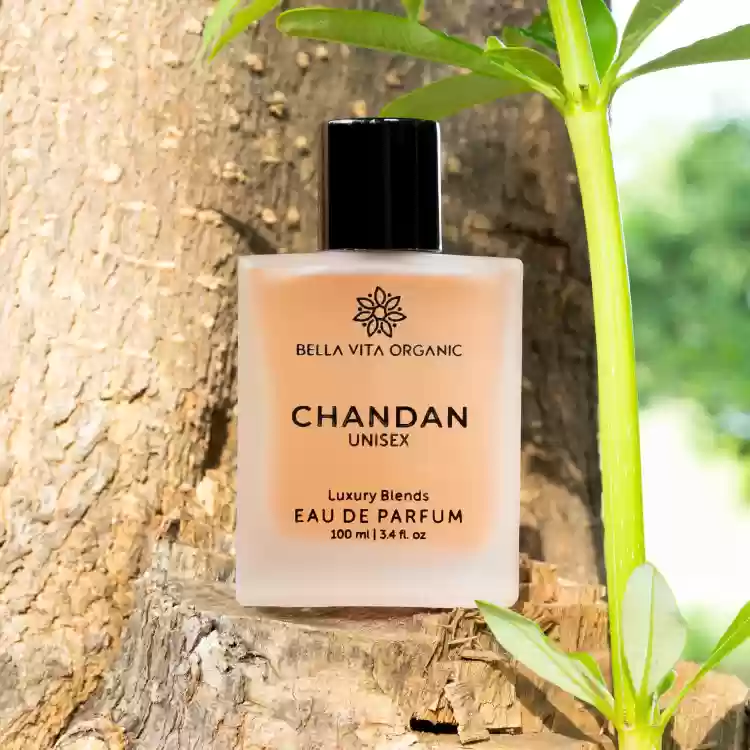 BELLA VITA ORGANIC
CHANDAN
UNISEX
Luxury Blends
EAU DE PARFUM
100 ml | 3.4 fl. oz